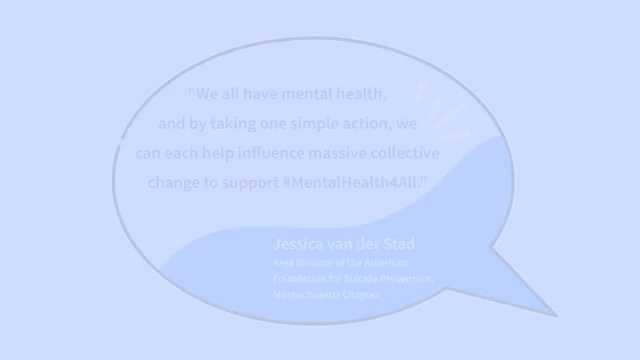 “We all have mental health,
and by taking one simple action, we
can each help influence massive collective
change to support #MentalHealth4All.”
Jessica van der Stad
Area Director of the American
Foundation for Suicide Prevention,
Massachusetts Chapter.